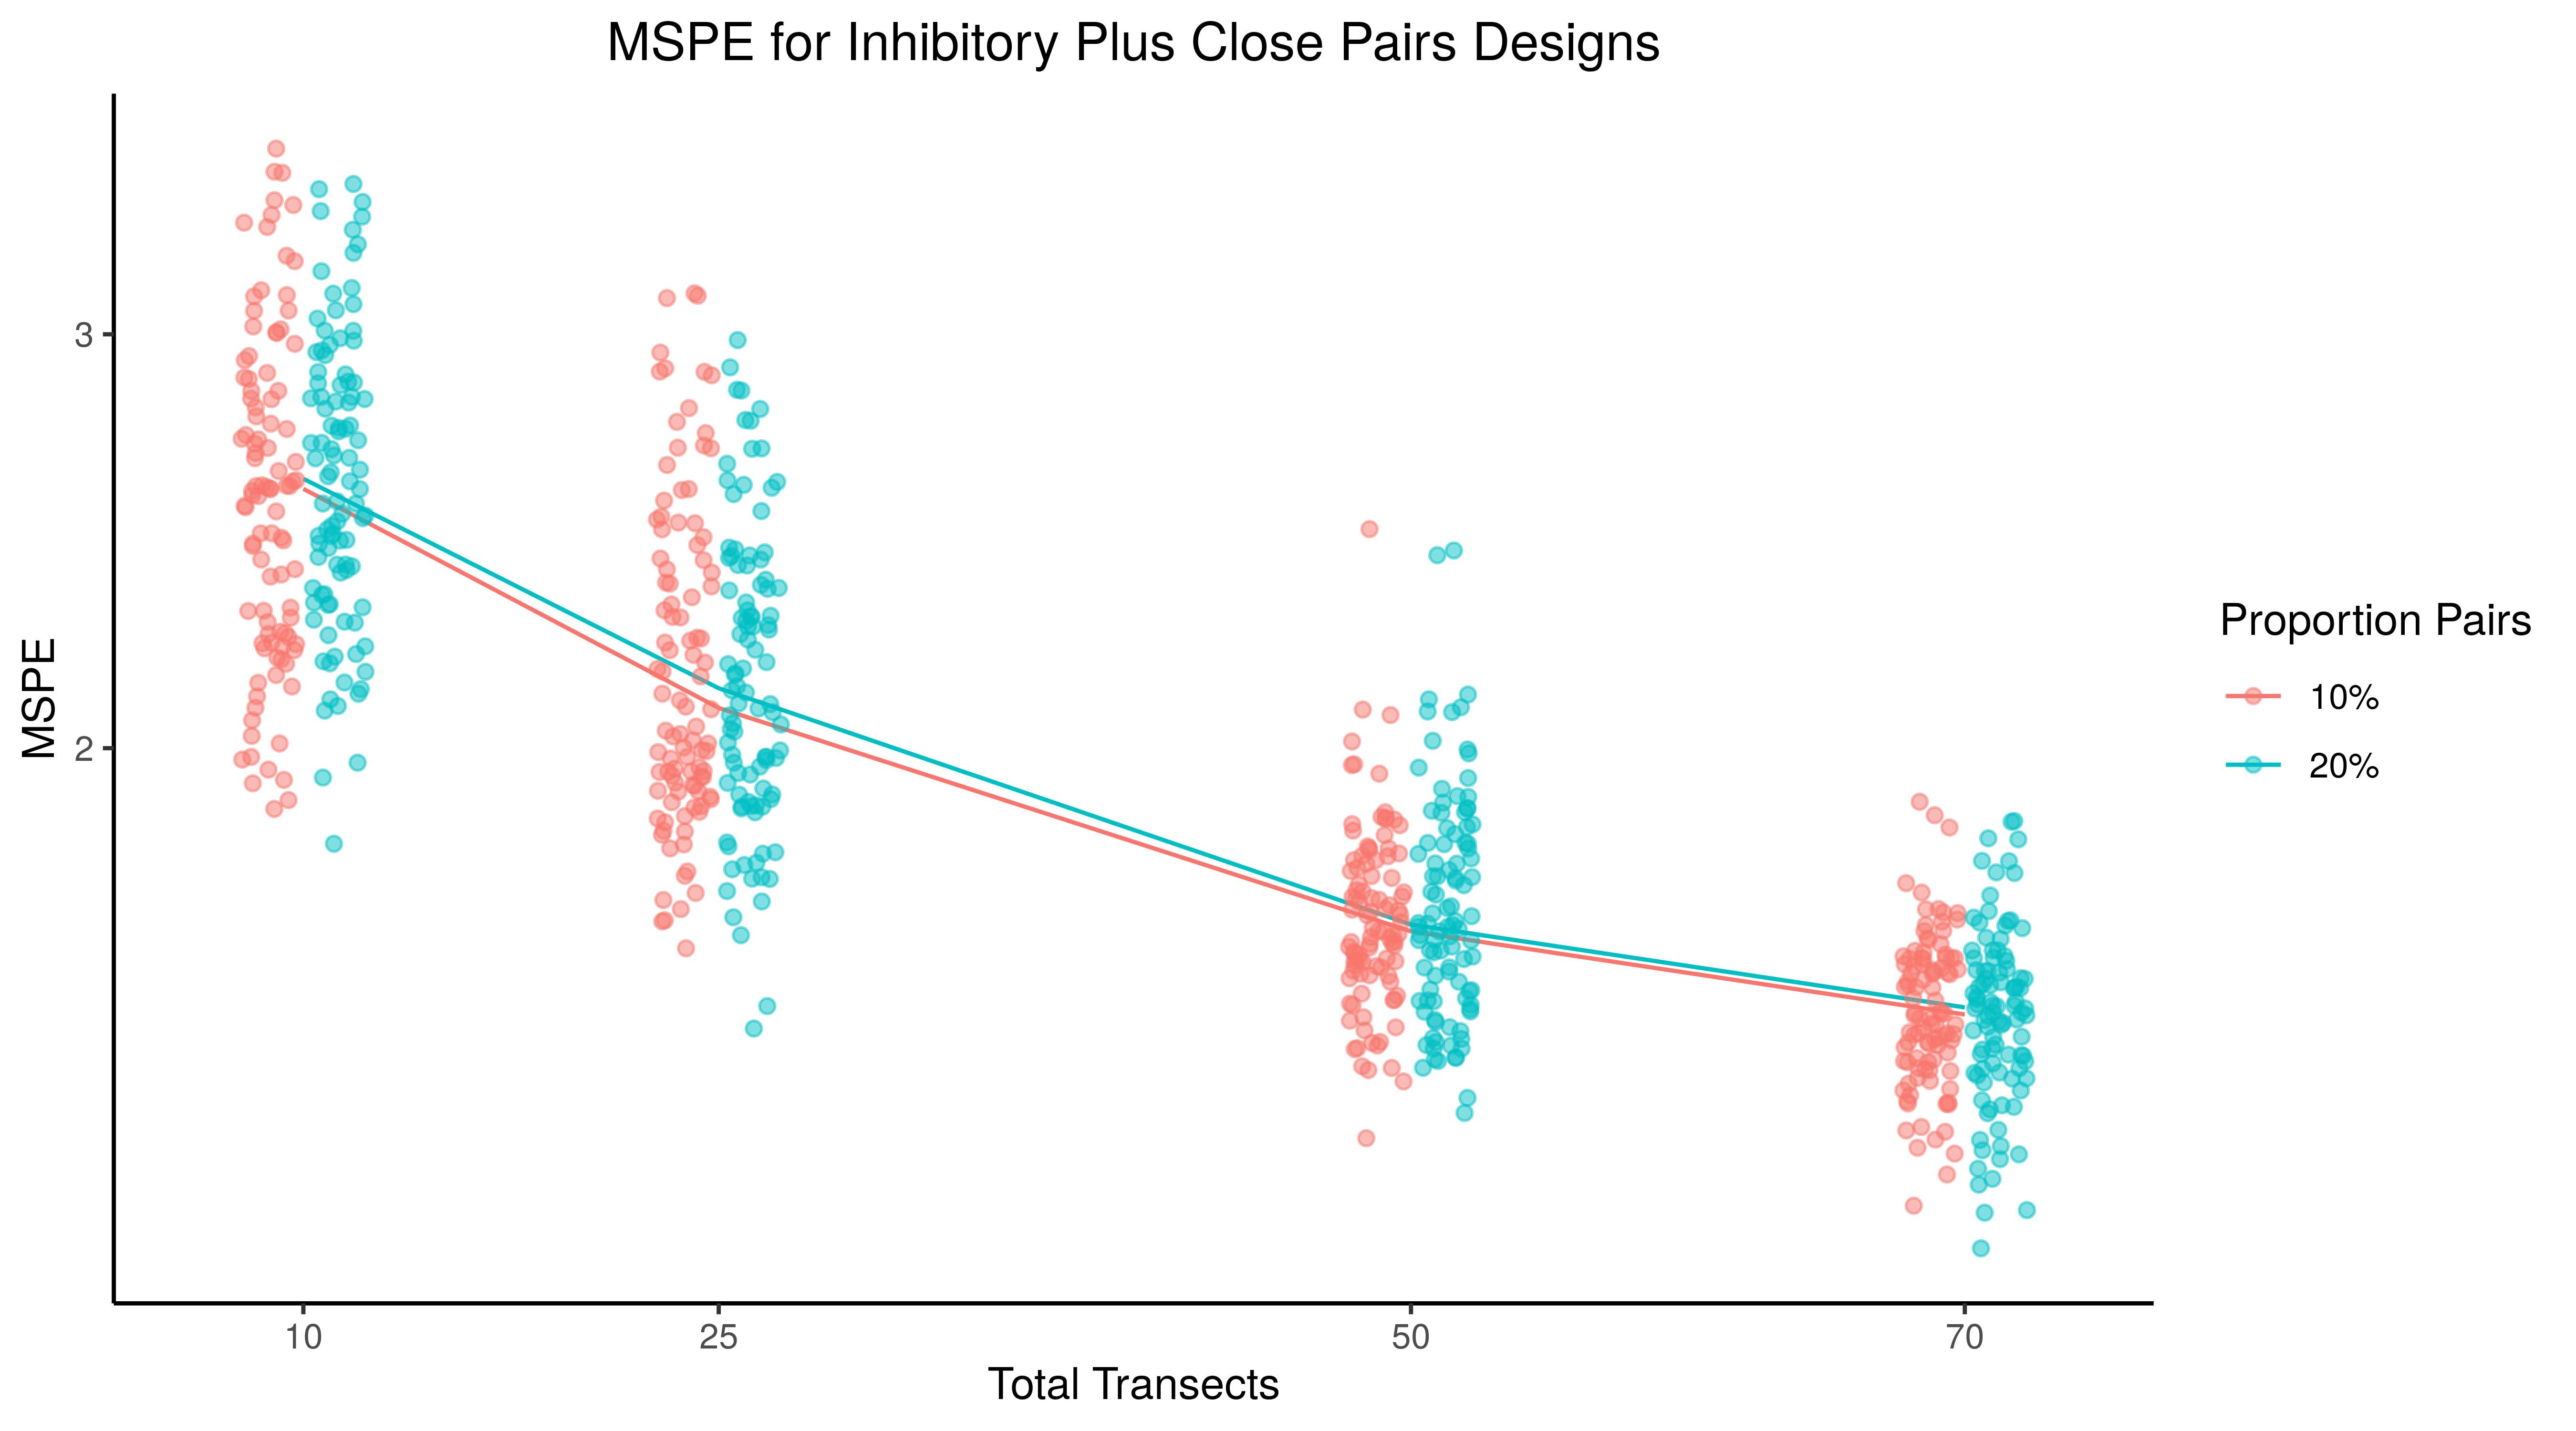 MSPE for Inhibitory Plus Close Pairs Designs
3
2
MSPE
10
25
50
70
Total Transects
Proportion Pairs
10%
20%